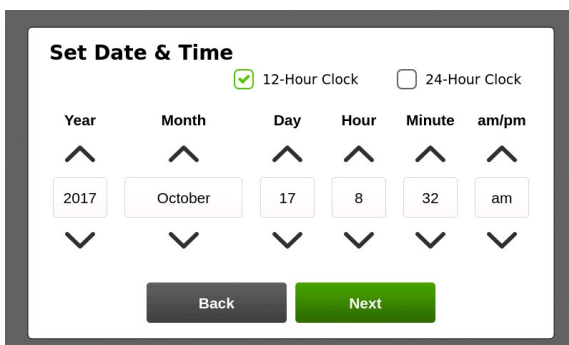 Set Date & Time
12-Hour Clock 24-Hour Clock
Year Month Day Hour Minute am/pm
2017 October 17 8 32 am
Back Next